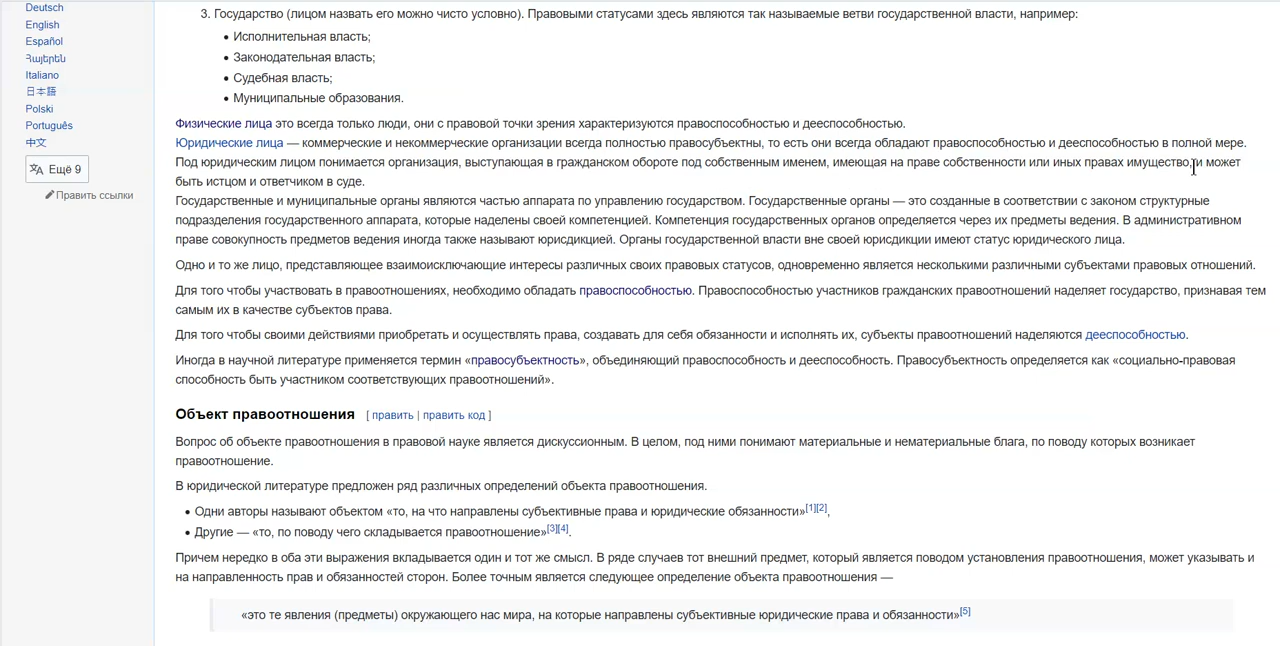 Deutsch
English
Español
Հայերեն
Italiano
日本語
Polski
Português
中文
Ещё 9
Править ссылки
3. Государство (лицом назвать его можно чисто условно). Правовыми статусами здесь являются так называемые ветви государственной власти, например:
• Исполнительная власть;
• Законодательная власть;
• Судебная власть;
• Муниципальные образования.
Физические лица это всегда только люди, они с правовой точки зрения характеризуются правоспособностью и дееспособностью.
Юридические лица — коммерческие и некоммерческие организации всегда полностью правосубъектны, то есть они всегда обладают правоспособностью и дееспособностью в полной мере.
Под юридическим лицом понимается организация, выступающая в гражданском обороте под собственным именем, имеющая на праве собственности или иных правах имущество и может
быть истцом и ответчиком в суде.
Государственные и муниципальные органы являются частью аппарата по управлению государством. Государственные органы — это созданные в соответствии с законом структурные
подразделения государственного аппарата, которые наделены своей компетенцией. Компетенция государственных органов определяется через их предметы ведения. В административном
праве совокупность предметов ведения иногда также называют юрисдикцией. Органы государственной власти вне своей юрисдикции имеют статус юридического лица.
Одно и то же лицо, представляющее взаимоисключающие интересы различных своих правовых статусов, одновременно является несколькими различными субъектами правовых отношений.
Для того чтобы участвовать в правоотношениях, необходимо обладать правоспособностью. Правоспособностью участников гражданских правоотношений наделяет государство, признавая тем
самым их в качестве субъектов права.
Для того чтобы своими действиями приобретать и осуществлять права, создавать для себя обязанности и исполнять их, субъекты правоотношений наделяются дееспособностью.
Иногда в научной литературе применяется термин «правосубъектность», объединяющий правоспособность и дееспособность. Правосубъектность определяется как «социально-правовая
способность быть участником соответствующих правоотношений».
Объект правоотношения [ править | править код ]
Вопрос об объекте правоотношения в правовой науке является дискуссионным. В целом, под ними понимают материальные и нематериальные блага, по поводу которых возникает
правоотношение.
В юридической литературе предложен ряд различных определений объекта правоотношения.
• Одни авторы называют объектом «то, на что направлены субъективные права и юридические обязанности»[1][2],
• Другие — «то, по поводу чего складывается правоотношение»[3][4].
Причем нередко в оба эти выражения вкладывается один и тот же смысл. В ряде случаев тот внешний предмет, который является поводом установления правоотношения, может указывать и
на направленность прав и обязанностей сторон. Более точным является следующее определение объекта правоотношения —
«это те явления (предметы) окружающего нас мира, на которые направлены субъективные юридические права и обязанности»[5]